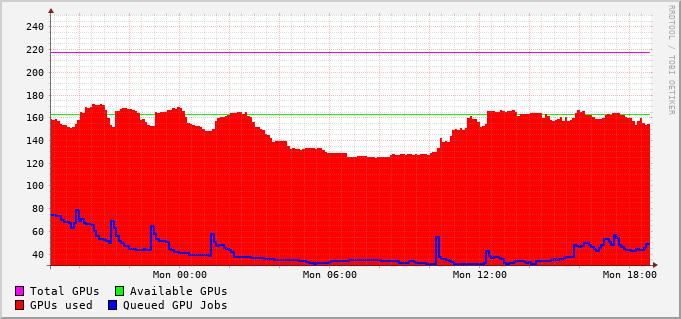 RRDTOOL / TOBI OETIKER
240
220
200
180
160
140
120
100
80
60
40
Mon 00:00 Mon 06:00 Mon 12:00 Mon 18:00
Total GPUs Available GPUs
GPUs used Queued GPU Jobs